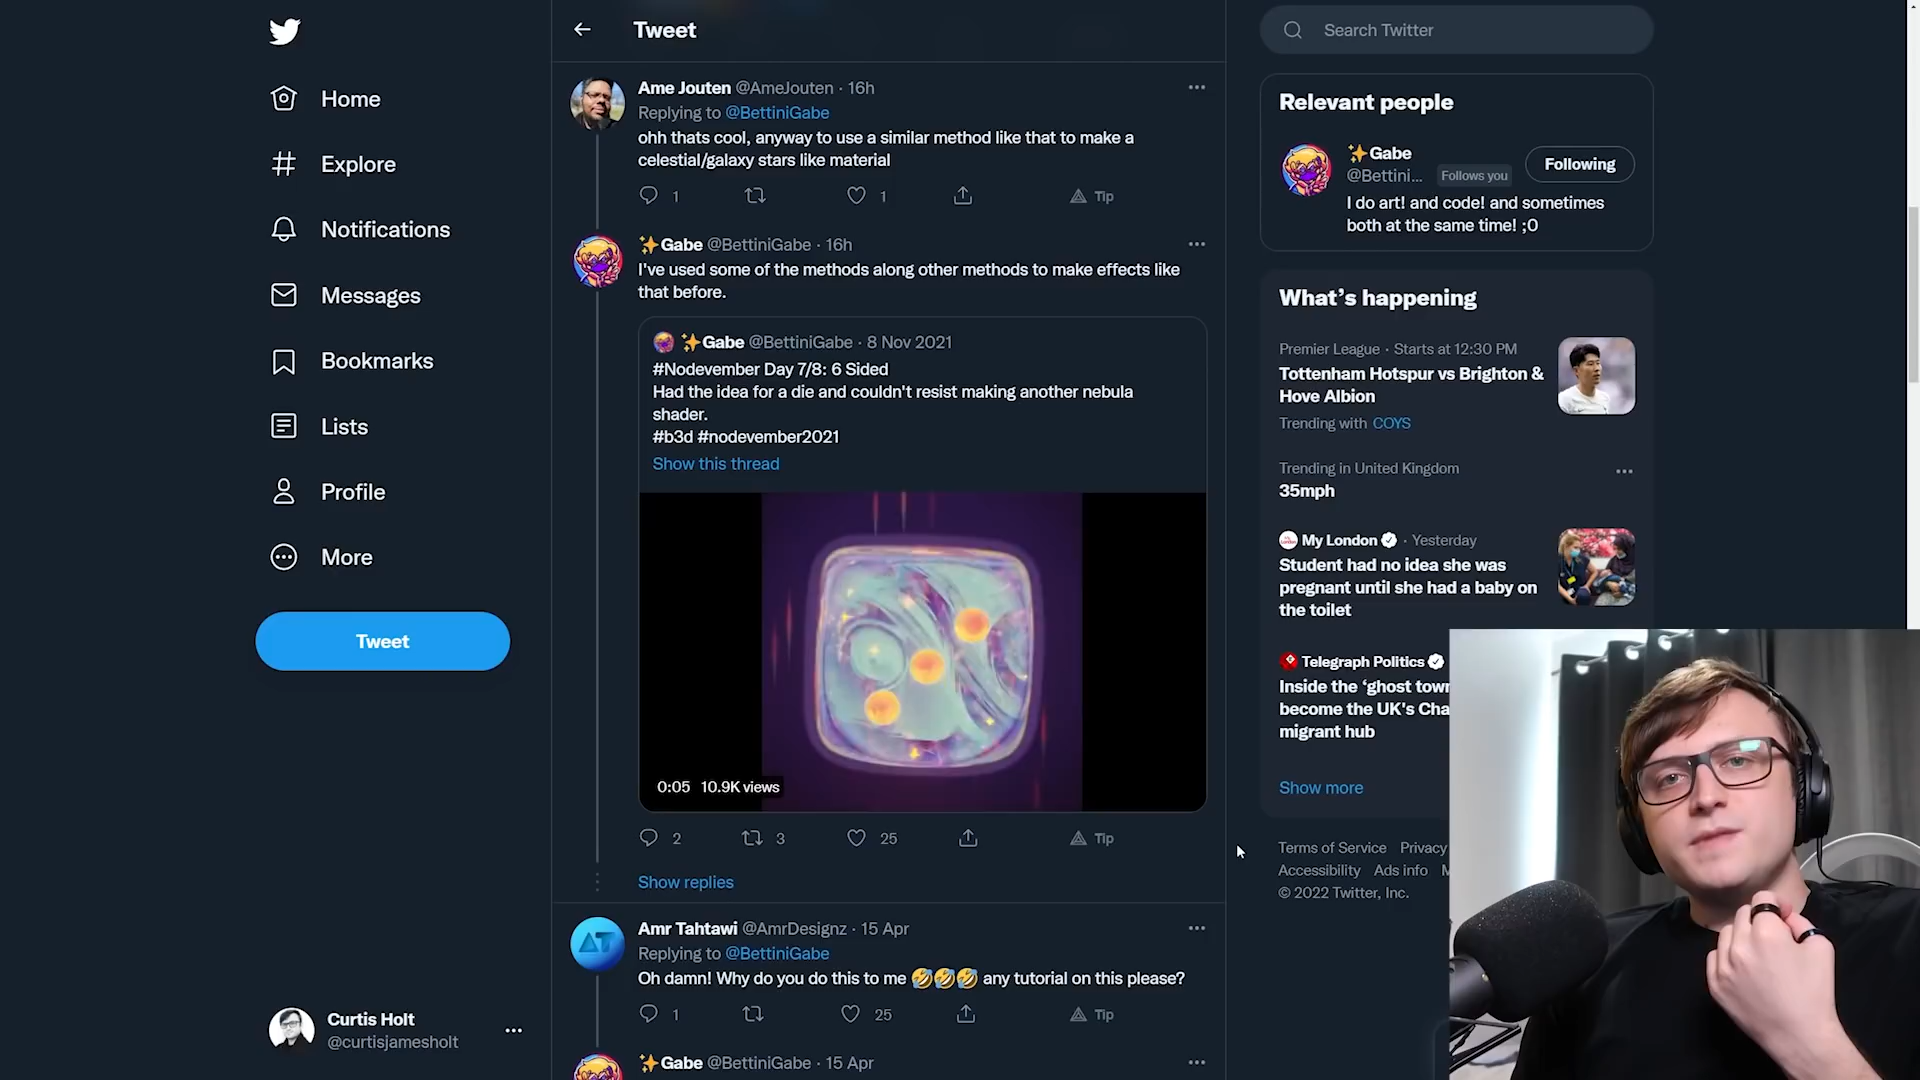 Home
Explore
Notifications
Messages
Bookmarks
Lists
Profile
More
Tweet
Curtis Holt
@curtisjamesholt
Tweet
Ame Jouten @AmeJouten · 16h
Replying to @BettiniGabe
ohh thats cool, anyway to use a similar method like that to make a
celestial/galaxy stars like material
1
1
Tip
✨Gabe @BettiniGabe · 16h
I've used some of the methods along other methods to make effects like
that before.
✨Gabe @BettiniGabe · 8 Nov 2021
#Nodevember Day 7/8: 6 Sided
Had the idea for a die and couldn't resist making another nebula
shader.
#b3d #nodevember2021
Show this thread
0:05 10.9K views
2
3
25
Tip
Show replies
AT
Amr Tahtawi @AmrDesignz · 15 Apr
Replying to @BettiniGabe
Oh damn! Why do you do this to me 🤣🤣🤣 any tutorial on this please?
1
25
Tip
✨Gabe @BettiniGabe · 15 Apr
Search Twitter
Relevant people
✨Gabe
@Bettini... Follows you
Following
I do art! and code! and sometimes
both at the same time! ;0
What's happening
Premier League · Starts at 12:30 PM
Tottenham Hotspur vs Brighton &
Hove Albion
Trending with COYS
Trending in United Kingdom
35mph
My London · Yesterday
Student had no idea she was
pregnant until she had a baby on
the toilet
Telegraph Politics
Inside the ‘ghost town
become the UK's Cha
migrant hub
Show more
Terms of Service Privacy
Accessibility Ads info M
© 2022 Twitter, Inc.